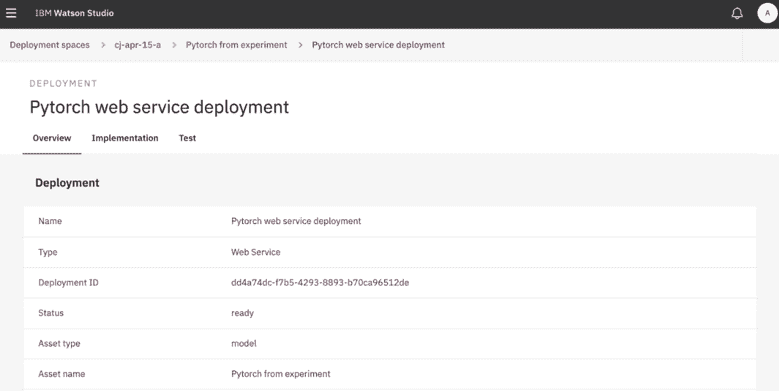 IBM Watson Studio
A
Deployment spaces > cj-apr-15-a > Pytorch from experiment > Pytorch web service deployment
DEPLOYMENT
Pytorch web service deployment
Overview Implementation Test
Deployment
Name Pytorch web service deployment
Type Web Service
Deployment ID dd4a74dc-f7b5-4293-8893-b70ca96512de
Status ready
Asset type model
Asset name Pytorch from experiment